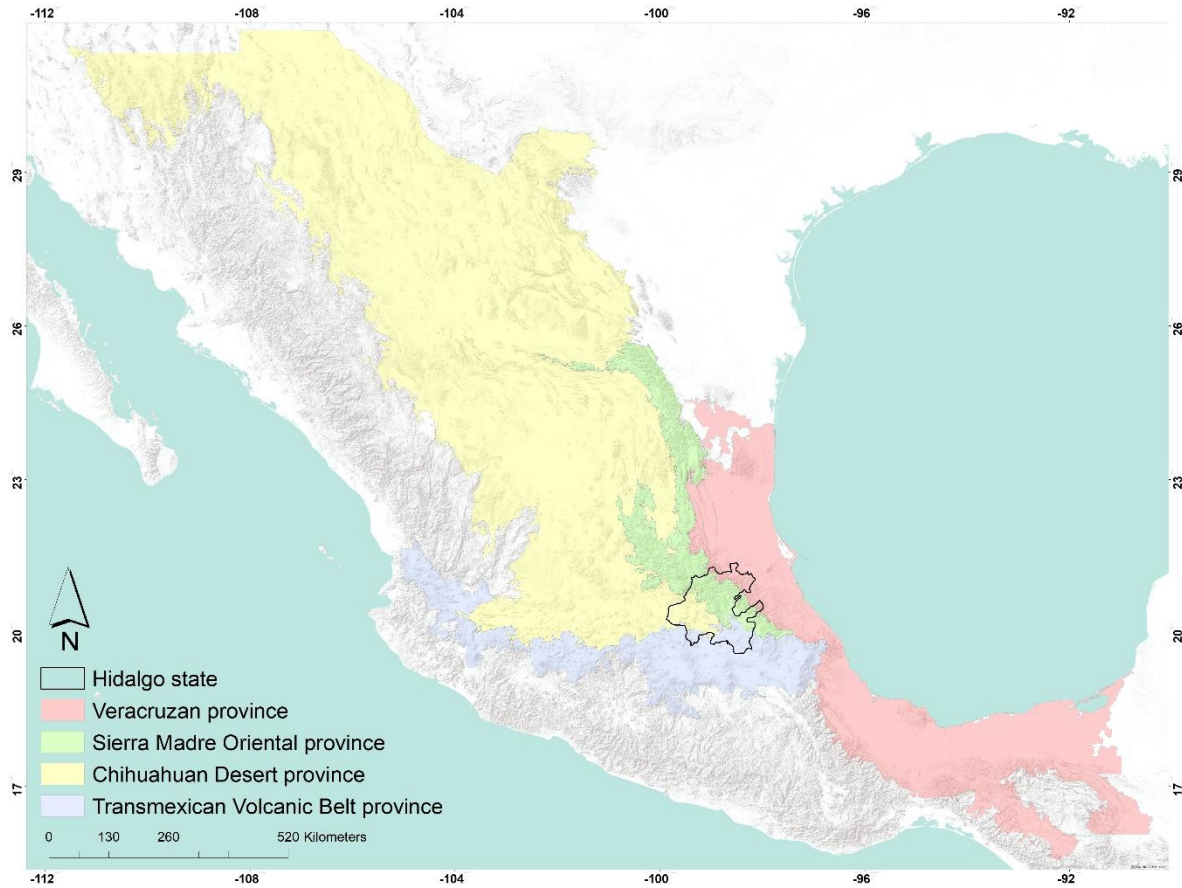 -112 -108 -104 -100 -96 -92
29 29
26 26
23 23
20 20
17 17
N
Hidalgo state
Veracruzan province
Sierra Madre Oriental province
Chihuahuan Desert province
Transmexican Volcanic Belt province
0 130 260 520 Kilometers
-112 -108 -104 -100 -96 -92